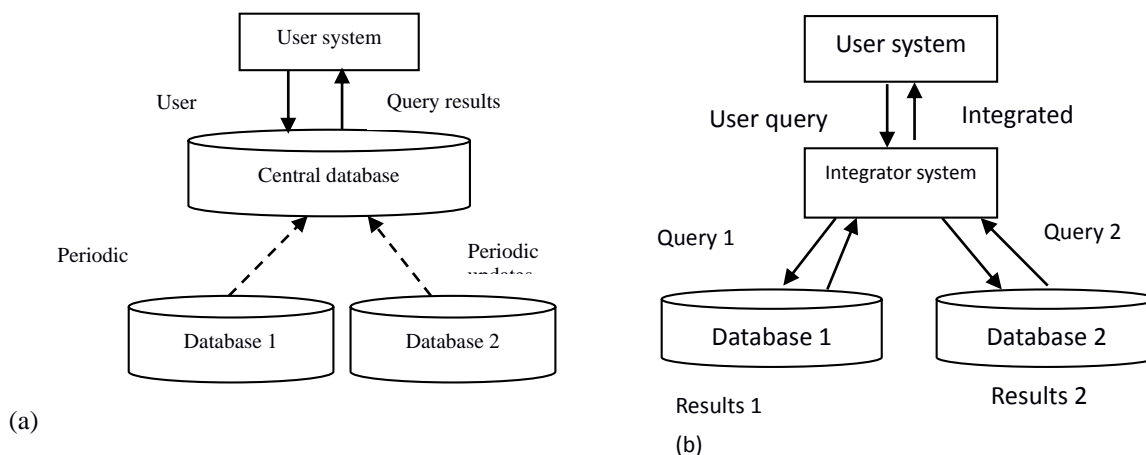 User system
User
Query results
Central database
Periodic
Periodic
updates
Database 1
Database 2
(a)
User system
User query
Integrated
Integrator system
Query 1
Query 2
Database 1
Database 2
Results 1
Results 2
(b)